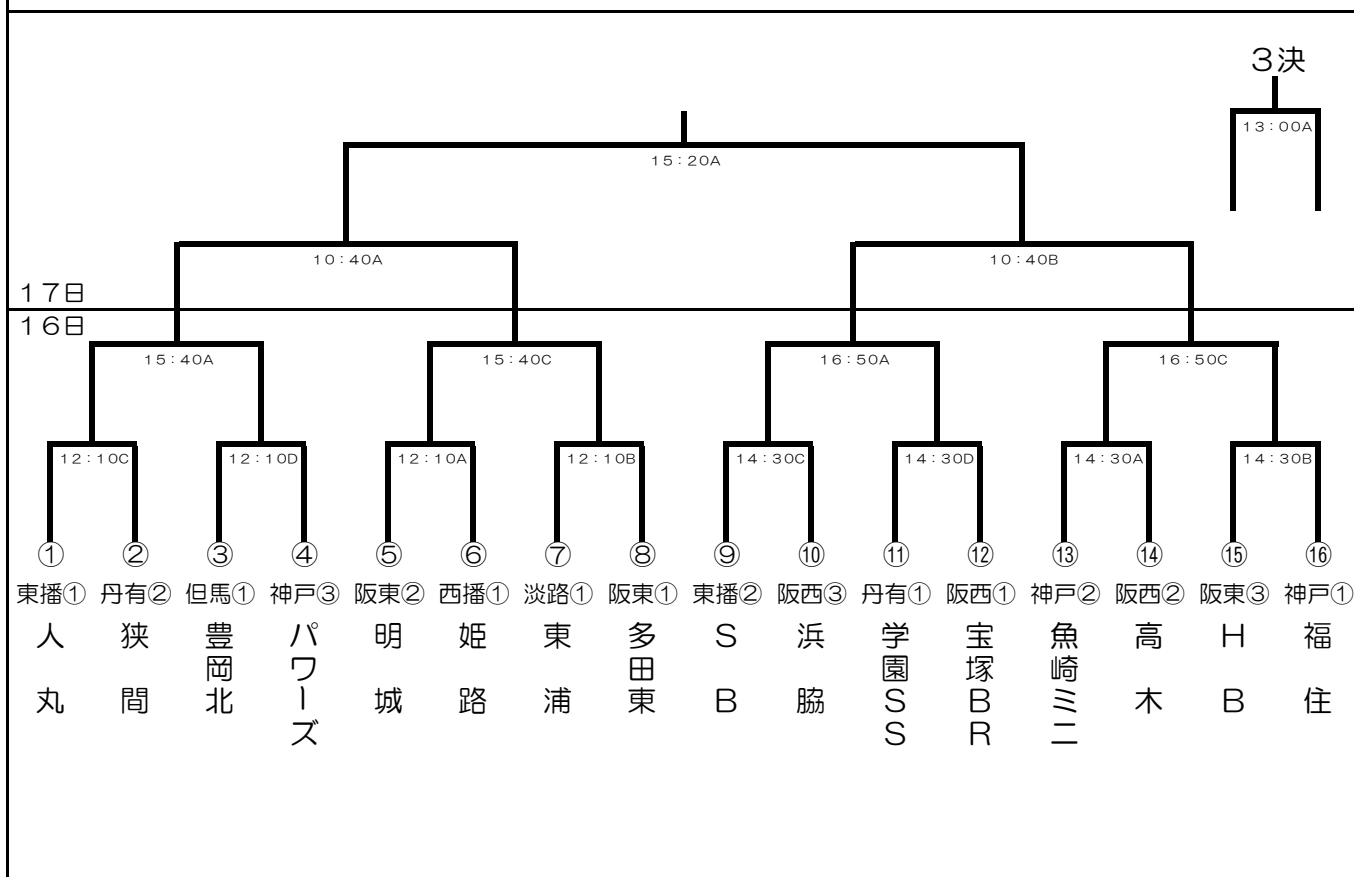 3決
13:00A
15:20A
10:40A 10:40B
17日
16日
15:40A 15:40C 16:50A 16:50C
12:10C 12:10D 12:10A 12:10B 14:30C 14:30D 14:30A 14:30B
① ② ③ ④ ⑤ ⑥ ⑦ ⑧ ⑨ ⑩ ⑪ ⑫ ⑬ ⑭ ⑮ ⑯
東播① 丹有② 但馬① 神戸③ 阪東② 西播① 淡路① 阪東① 東播② 阪西③ 丹有① 阪西① 神戸② 阪西② 阪東③ 神戸①
人丸
狭間
豊岡北
パワーズ
明城
姫路
東浦
多田東
SB
浜脇
学園SS
宝塚BR
魚崎ミニ
高木
HB
福住